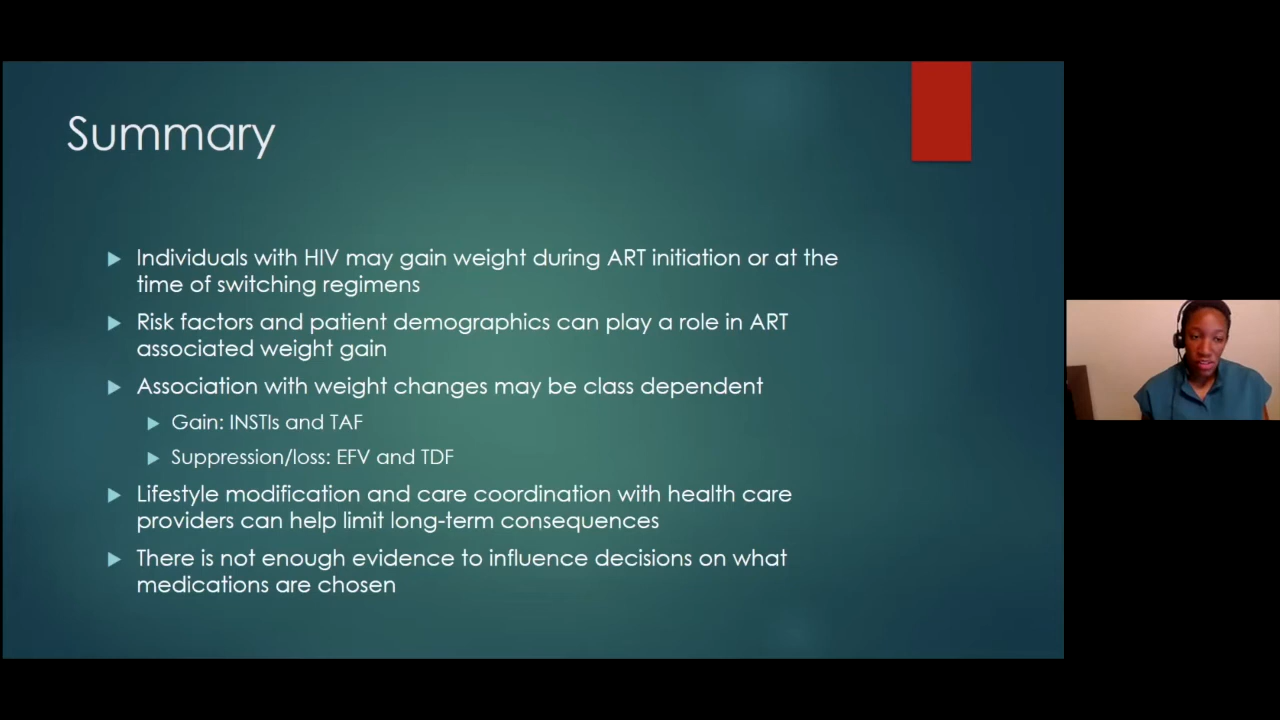 Summary
Individuals with HIV may gain weight during ART initiation or at the
time of switching regimens
Risk factors and patient demographics can play a role in ART
associated weight gain
Association with weight changes may be class dependent
Gain: INSTIs and TAF
Suppression/loss: EFV and TDF
Lifestyle modification and care coordination with health care
providers can help limit long-term consequences
There is not enough evidence to influence decisions on what
medications are chosen